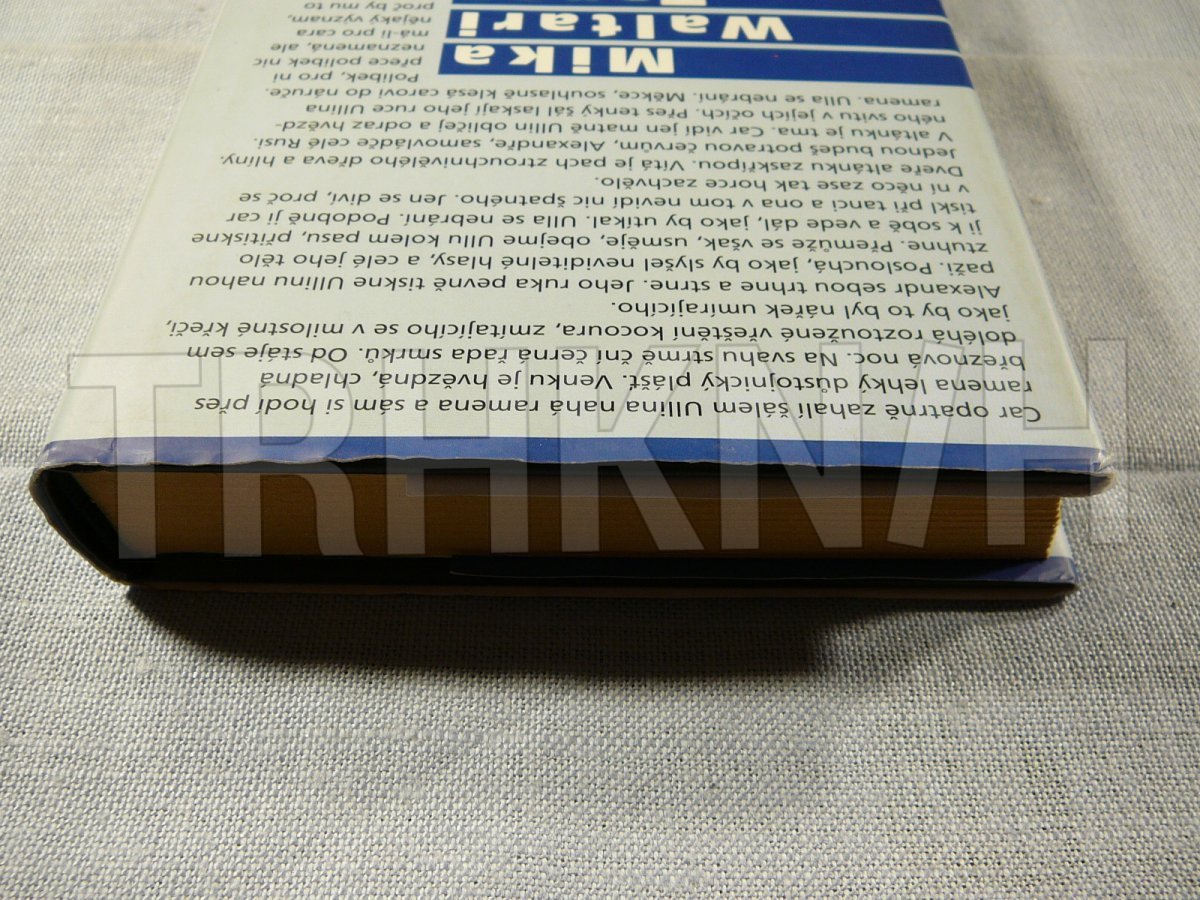 Car opatrně zahalí šálem Ullina nahá ramena a sám si hodí přes
ramena lehký důstojnický plášť. Venku je hvězdná, chladná
březnová noc. Na svahu strmě ční černá řada smrků. Od stáje sem
doléhá roztoužené vřeštění kocoura, zmítajícího se v milostné křeči,
jako by to byl nářek umírajícího.
Alexandr sebou trhne a strne. Jeho ruka pevně tiskne Ullinu nahou
paži. Poslouchá, jako by slyšel neviditelné hlasy, a celé jeho tělo
ztuhne. Přemůže se však, usměje, obejme Ullu kolem pasu, přitiskne
ji k sobě a vede dál, jako by utíkal. Ulla se nebrání. Podobně ji car
tiskl při tanci a ona v tom nevidí nic špatného. Jen se diví, proč se
v ní něco zase tak horce zachvělo.
Dveře altánku zaskřípou. Vítá je pach ztrouchnivělého dřeva a hlíny.
Jednou budeš potravou červům, Alexandře, samovládce celé Rusi.
V altánku je tma. Car vidí jen matně Ullin obličej a odraz hvězd-
ného svitu v jejích očích. Přes tenký šál laskají jeho ruce Ullina
ramena. Ulla se nebrání. Měkce, souhlasně klesá carovi do náruče.
Polibek, pro ni
přece polibek nic
neznamená, ale
má-li pro cara
nějaký význam,
proč by mu to
Mika
Waltari
TRHKNIH